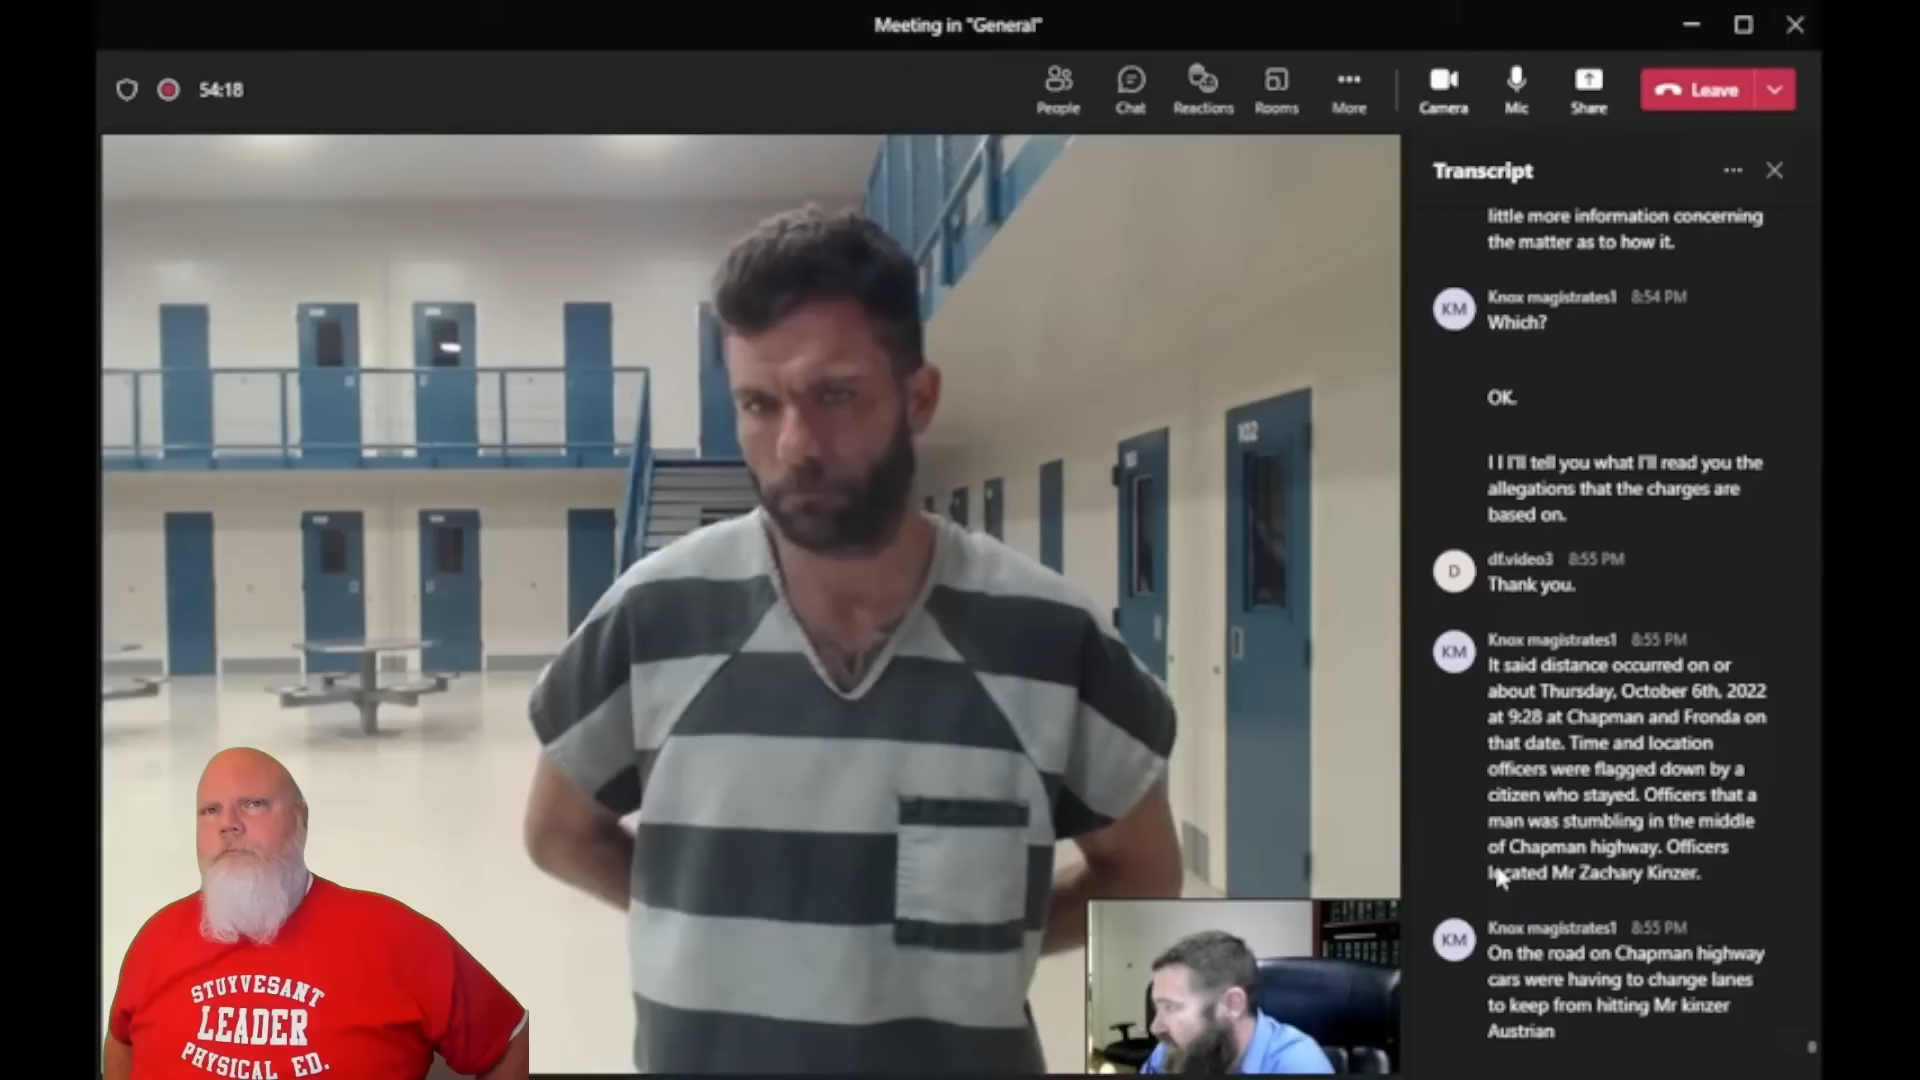 Meeting in "General"
54:18
People
Chat
Reactions
Rooms
More
Camera
Mic
Share
Leave
Transcript
little more information concerning
the matter as to how it.
KM
Knox magistrates1 8:54 PM
Which?
OK.
I I I'll tell you what I'll read you the
allegations that the charges are
based on.
D
df.video3 8:55 PM
Thank you.
KM
Knox magistrates1 8:55 PM
It said distance occurred on or
about Thursday, October 6th, 2022
at 9:28 at Chapman and Fronda on
that date. Time and location
officers were flagged down by a
citizen who stayed. Officers that a
man was stumbling in the middle
of Chapman highway. Officers
located Mr Zachary Kinzer.
KM
Knox magistrates1 8:55 PM
On the road on Chapman highway
cars were having to change lanes
to keep from hitting Mr kinzer
Austrian
102
STUYVESANT
LEADER
PHYSICAL ED.